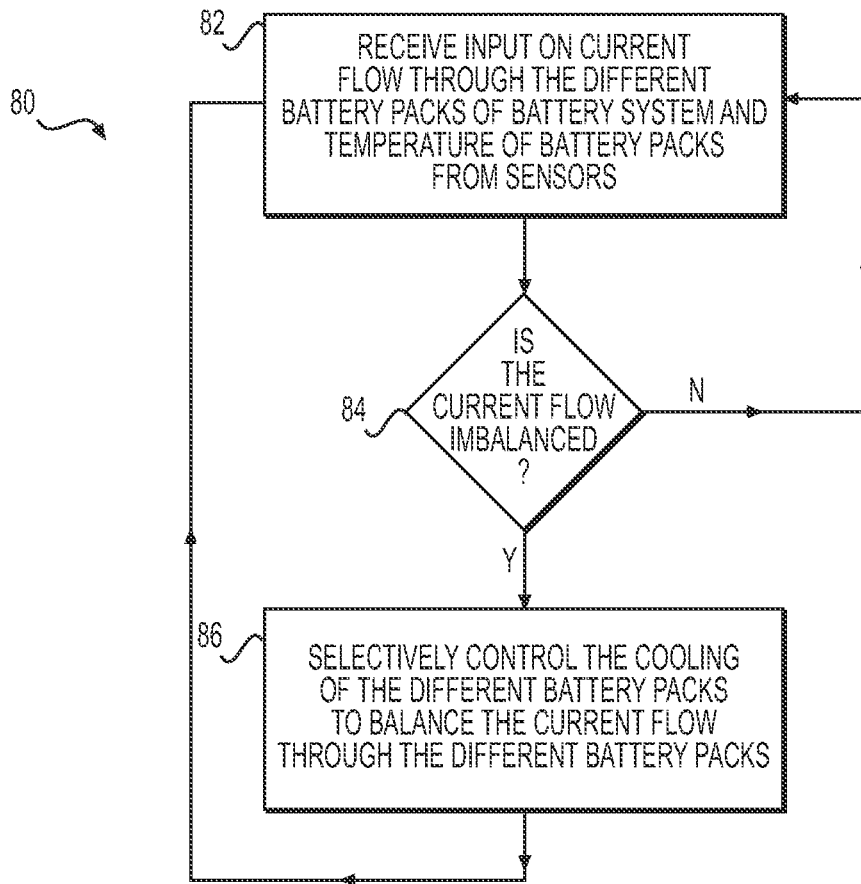 82
RECEIVE INPUT ON CURRENT
FLOW THROUGH THE DIFFERENT
BATTERY PACKS OF BATTERY SYSTEM AND
TEMPERATURE OF BATTERY PACKS
FROM SENSORS
80
IS
THE
CURRENT FLOW
IMBALANCED
?
84
N
Y
86
SELECTIVELY CONTROL THE COOLING
OF THE DIFFERENT BATTERY PACKS
TO BALANCE THE CURRENT FLOW
THROUGH THE DIFFERENT BATTERY PACKS